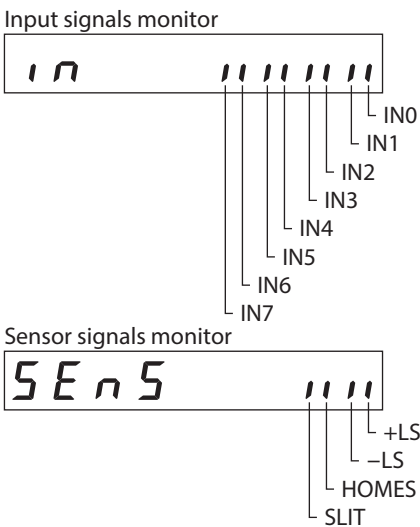 Input signals monitor
in
IN0
IN1
IN2
IN3
IN4
IN5
IN6
IN7
Sensor signals monitor
SEnS
+LS
−LS
HOMES
SLIT